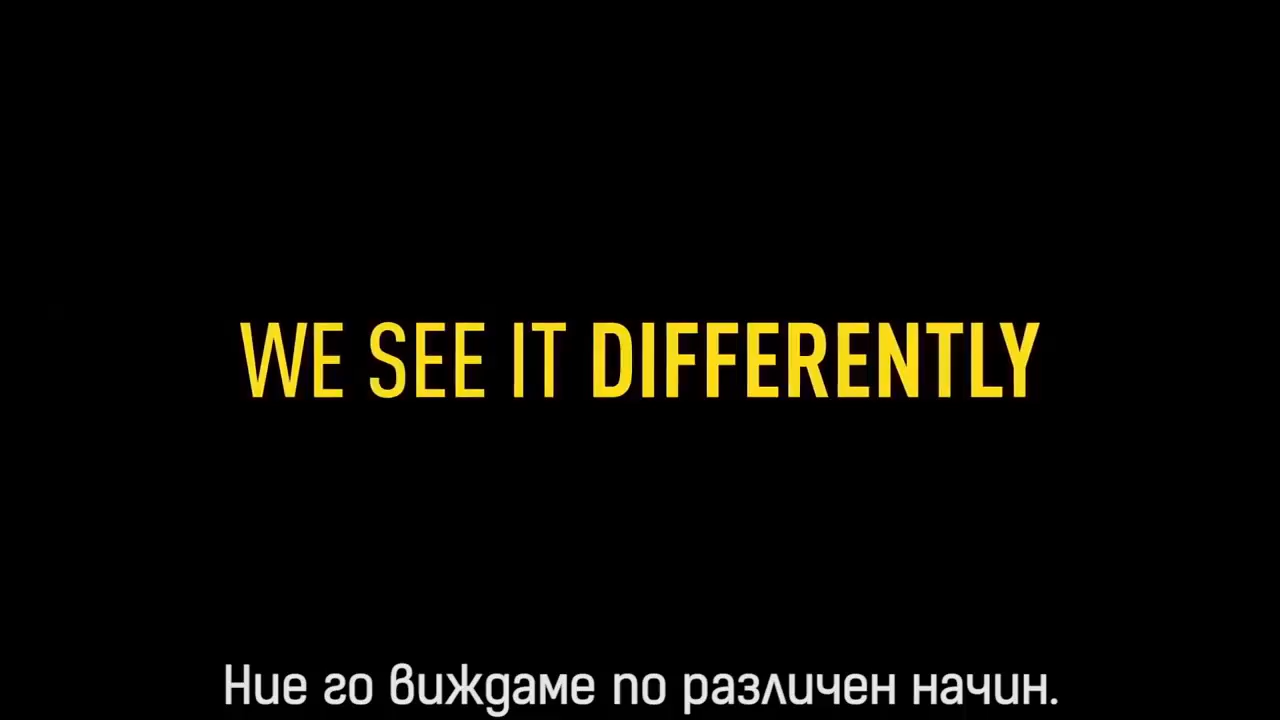 WE SEE IT DIFFERENTLY
Ние го виждаме по различен начин.